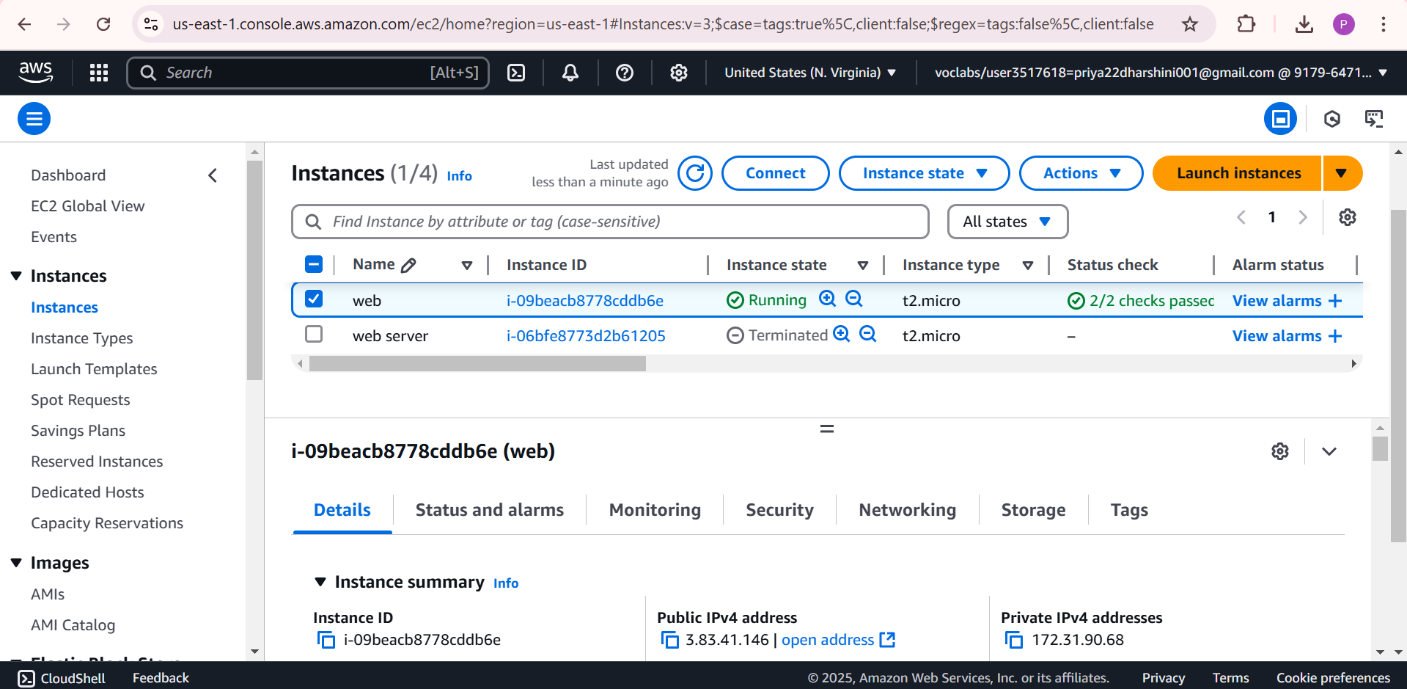 us-east-1.console.aws.amazon.com/ec2/home?region=us-east-1#Instances:v=3;$case=tags:true%5C,client:false;$regex=tags:false%5C,client:false
P
aws
Search [Alt+S]
United States (N. Virginia)
voclabs/user3517618=priya22dharshini001@gmail.com @ 9179-6471...
Dashboard
EC2 Global View
Events
Instances
Instances
Instance Types
Launch Templates
Spot Requests
Savings Plans
Reserved Instances
Dedicated Hosts
Capacity Reservations
Images
AMIs
AMI Catalog
Elastic Block Store
Instances (1/4) Info
Last updated
less than a minute ago
Connect
Instance state
Actions
Launch instances
Find Instance by attribute or tag (case-sensitive)
All states
1
Name Instance ID Instance state Instance type Status check Alarm status
web i-09beacb8778cddb6e Running t2.micro 2/2 checks passec View alarms +
web server i-06bfe8773d2b61205 Terminated t2.micro – View alarms +
i-09beacb8778cddb6e (web)
Details Status and alarms Monitoring Security Networking Storage Tags
Instance summary Info
Instance ID
i-09beacb8778cddb6e
Public IPv4 address
3.83.41.146 | open address
Private IPv4 addresses
172.31.90.68
CloudShell Feedback © 2025, Amazon Web Services, Inc. or its affiliates. Privacy Terms Cookie preferences